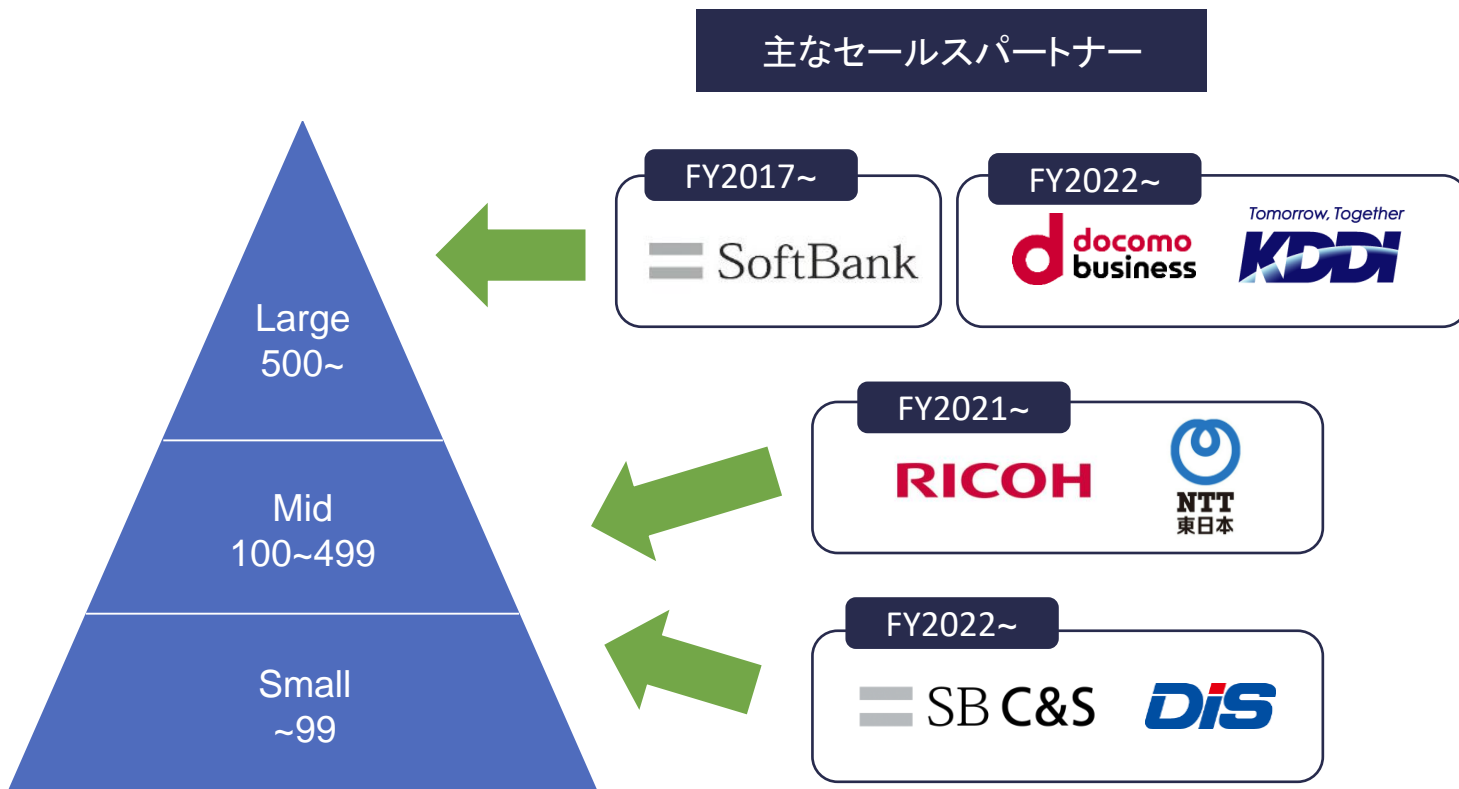 主なセールスパートナー
FY2017~
SoftBank
FY2022~
docomo
business
Tomorrow, Together
KDDI
Large
500~
FY2021~
RICOH
NTT
東日本
Mid
100~499
FY2022~
SB C&S
DiS
Small
~99